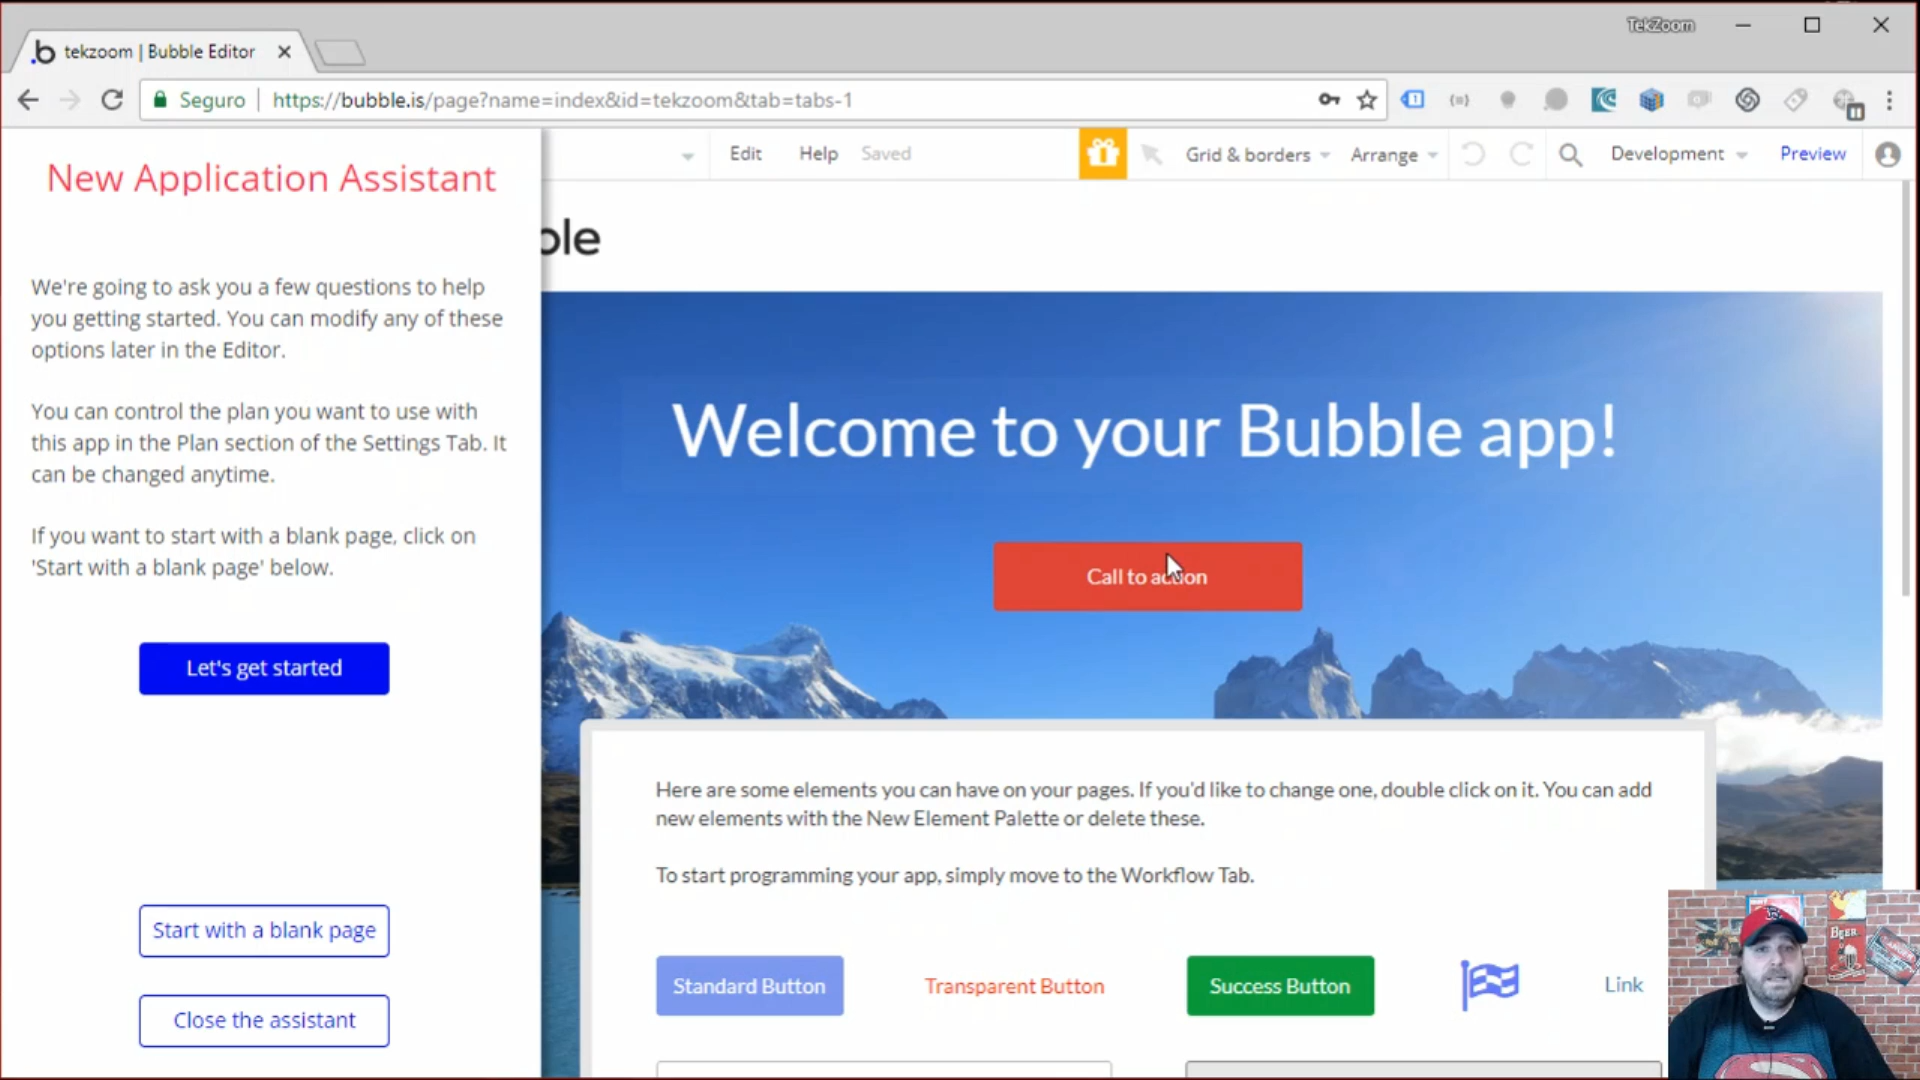 TekZoom
tekzoom | Bubble Editor
Seguro
https://bubble.is/page?name=index&id=tekzoom&tab=tabs-1
Edit
Help
Saved
Grid & borders
Arrange
Development
Preview
New Application Assistant
ble
We're going to ask you a few questions to help
you getting started. You can modify any of these
options later in the Editor.
You can control the plan you want to use with
this app in the Plan section of the Settings Tab. It
can be changed anytime.
If you want to start with a blank page, click on
'Start with a blank page' below.
Let's get started
Start with a blank page
Close the assistant
Welcome to your Bubble app!
Call to action
Here are some elements you can have on your pages. If you'd like to change one, double click on it. You can add
new elements with the New Element Palette or delete these.
To start programming your app, simply move to the Workflow Tab.
Standard Button
Transparent Button
Success Button
Link
BEER